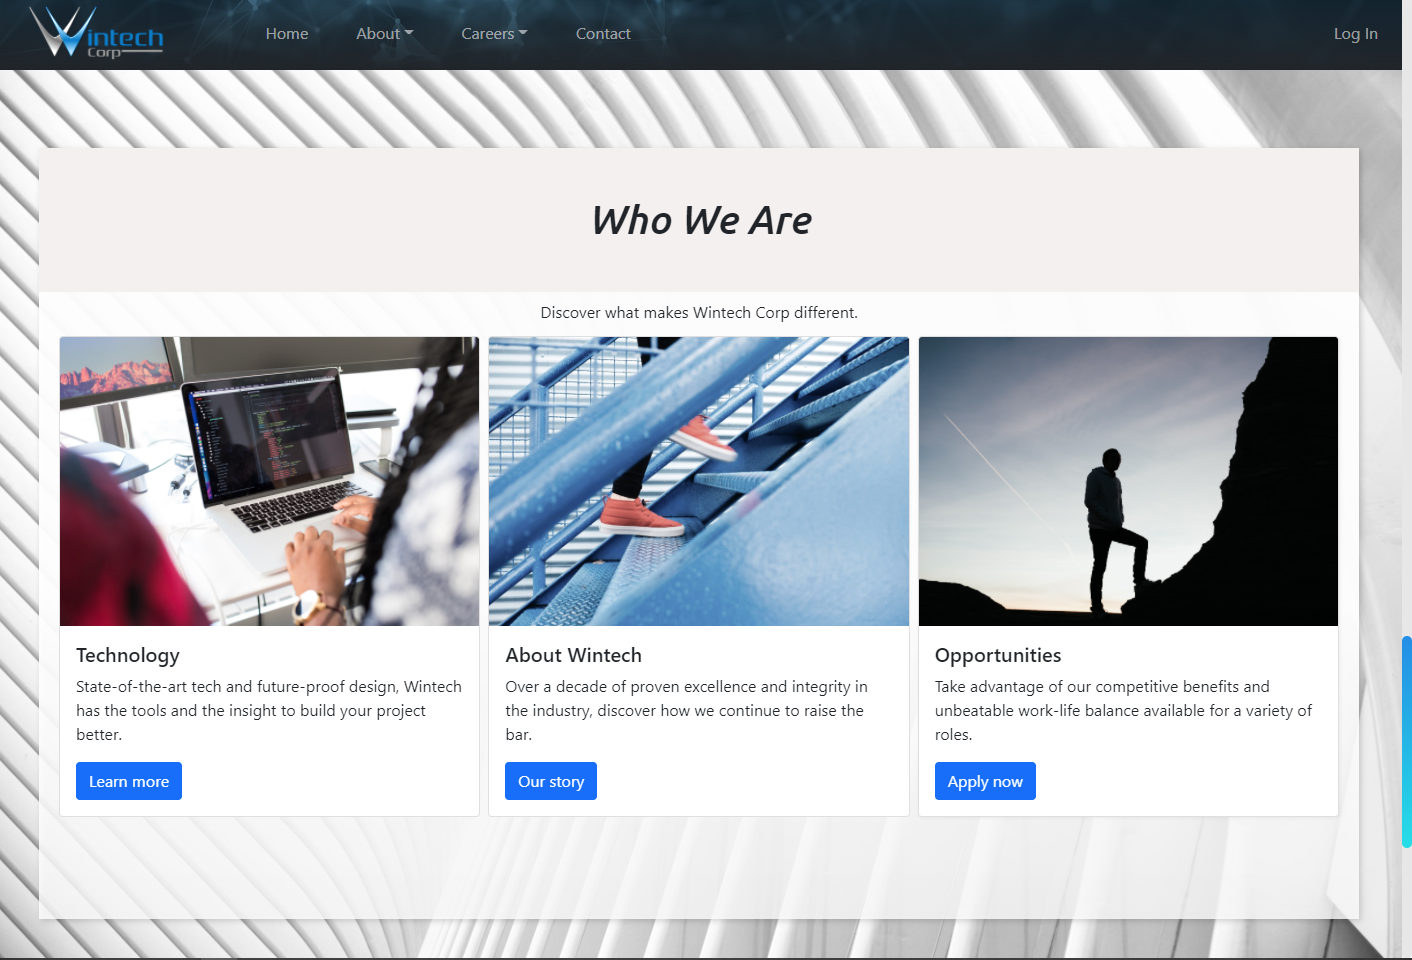 Wintech
Corp
Home
About
Careers
Contact
Log In
Who We Are
Discover what makes Wintech Corp different.
Technology
State-of-the-art tech and future-proof design, Wintech
has the tools and the insight to build your project
better.
Learn more
About Wintech
Over a decade of proven excellence and integrity in
the industry, discover how we continue to raise the
bar.
Our story
Opportunities
Take advantage of our competitive benefits and
unbeatable work-life balance available for a variety of
roles.
Apply now